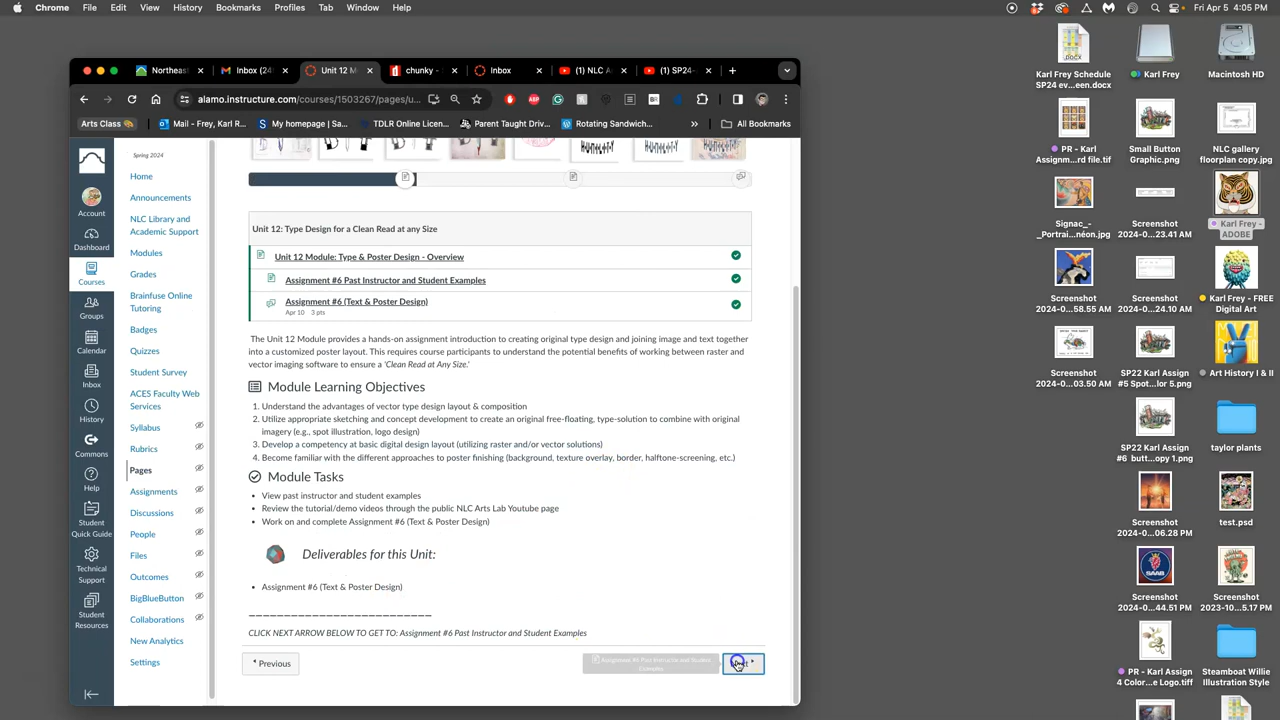 Chrome File Edit View History Bookmarks Profiles Tab Window Help
Fri Apr 5 4:05 PM
Northeast
Inbox (24
Unit 12 M
chunky -
Inbox
(1) NLC A
(1) SP24-
alamo.instructure.com/courses/1503267/pages/u...
Arts Class
Mail - Frey, Karl R...
My homepage | Sa...
TDLR Online Lice...
Parent Taught Driv...
Rotating Sandwich...
All Bookmarks
Account
Dashboard
Courses
Groups
Calendar
Inbox
History
Commons
Help
Student
Quick Guide
Technical
Support
Student
Resources
Spring 2024
Home
Announcements
NLC Library and
Academic Support
Modules
Grades
Brainfuse Online
Tutoring
Badges
Quizzes
Student Survey
ACES Faculty Web
Services
Syllabus
Rubrics
Pages
Assignments
Discussions
People
Files
Outcomes
BigBlueButton
Collaborations
New Analytics
Settings
Unit 12: Type Design for a Clean Read at any Size
Unit 12 Module: Type & Poster Design - Overview
Assignment #6 Past Instructor and Student Examples
Assignment #6 (Text & Poster Design)
Apr 10 3 pts
The Unit 12 Module provides a hands-on assignment introduction to creating original type design and joining image and text together
into a customized poster layout. This requires course participants to understand the potential benefits of working between raster and
vector imaging software to ensure a 'Clean Read at Any Size.'
Module Learning Objectives
1. Understand the advantages of vector type design layout & composition
2. Utilize appropriate sketching and concept development to create an original free-floating, type-solution to combine with original
imagery (e.g., spot illustration, logo design)
3. Develop a competency at basic digital design layout (utilizing raster and/or vector solutions)
4. Become familiar with the different approaches to poster finishing (background, texture overlay, border, halftone-screening, etc.)
Module Tasks
• View past instructor and student examples
• Review the tutorial/demo videos through the public NLC Arts Lab Youtube page
• Work on and complete Assignment #6 (Text & Poster Design)
Deliverables for this Unit:
• Assignment #6 (Text & Poster Design)
__________________________
CLICK NEXT ARROW BELOW TO GET TO: Assignment #6 Past Instructor and Student Examples
Previous
Assignment #6 Past Instructor and Student
Examples
Karl Frey Schedule
SP24 ev...een.docx
Karl Frey
Macintosh HD
PR - Karl
Assignm...rd file.tif
Small Button
Graphic.png
NLC gallery
floorplan copy.jpg
Signac_-
_Portrai...néon.jpg
Screenshot
2024-0...23.41 AM
Karl Frey -
ADOBE
Screenshot
2024-0...58.55 AM
Screenshot
2024-0...24.10 AM
Karl Frey - FREE
Digital Art
Screenshot
2024-0...03.50 AM
SP22 Karl Assign
#5 Spot...lor 5.png
Art History I & II
SP22 Karl Assign
#6 butt...opy 1.png
taylor plants
Screenshot
2024-0...06.28 PM
test.psd
SAAB
Screenshot
2024-0...44.51 PM
Screenshot
2023-10...5.17 PM
PR - Karl Assign
4 Color...e Logo.tiff
Steamboat Willie
Illustration Style